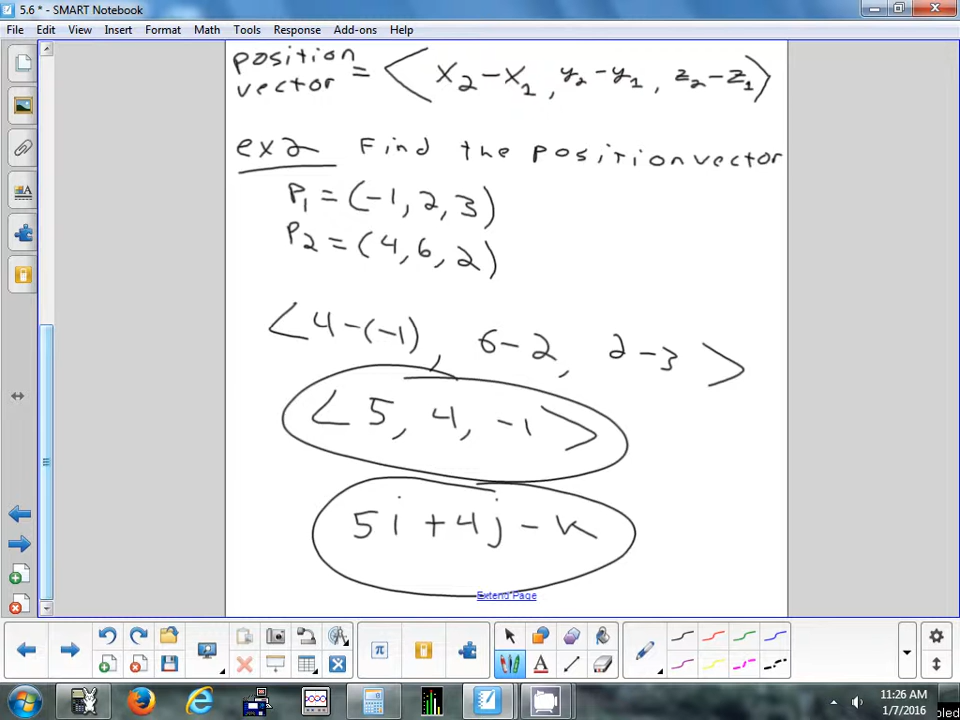 5.6 * - SMART Notebook
File Edit View Insert Format Math Tools Response Add-ons Help
position
vector = < x₂ - x₁ , y₂ - y₁ , z₂ - z₁ >
ex2 Find the position vector
P₁ = (-1, 2, 3)
P₂ = (4, 6, 2)
< 4 - (-1) , 6 - 2 , 2 - 3 >
< 5, 4, -1 >
5i + 4j - k
Extend Page
11:26 AM
1/7/2016